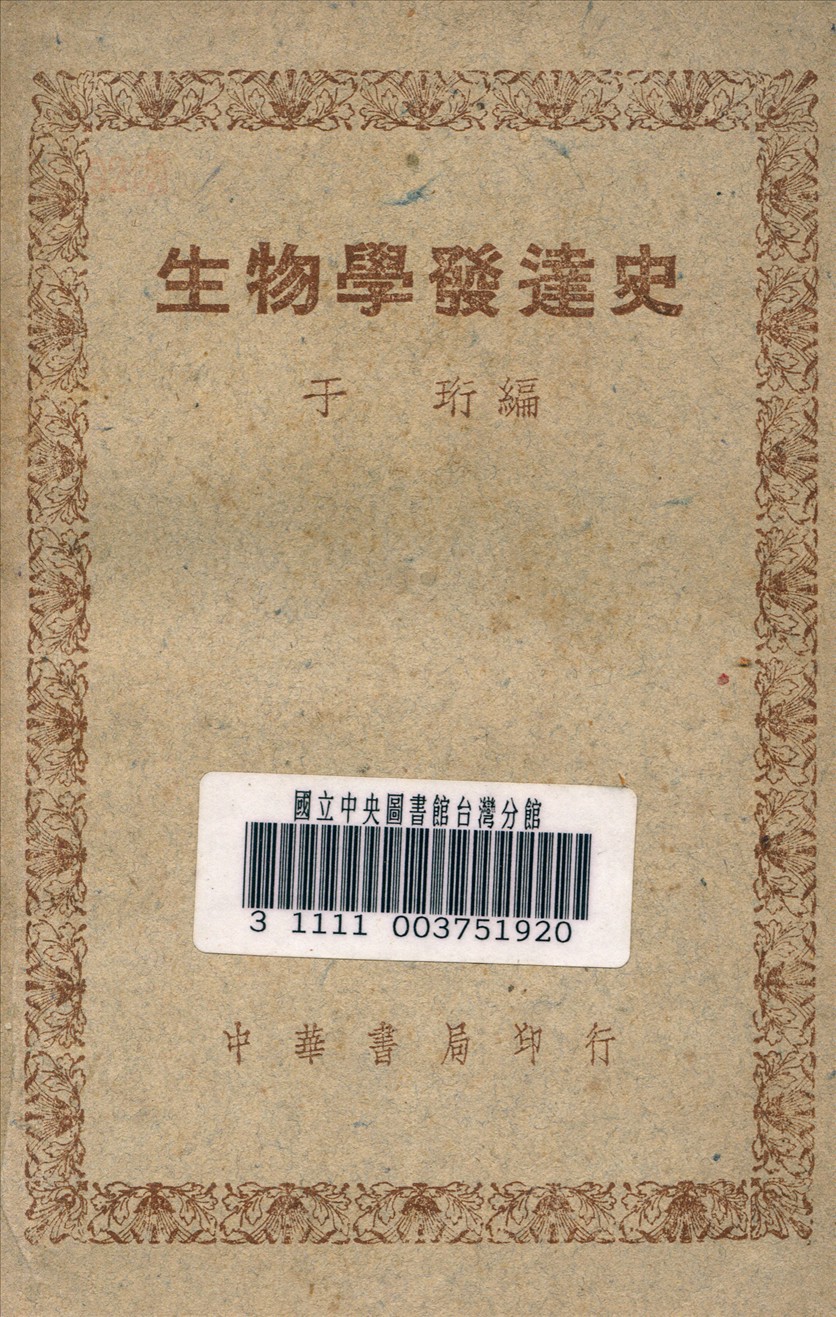 生物學發達史
于 珩編
國立中央圖書館台灣分館
3 1111 003751920
中華書局印行